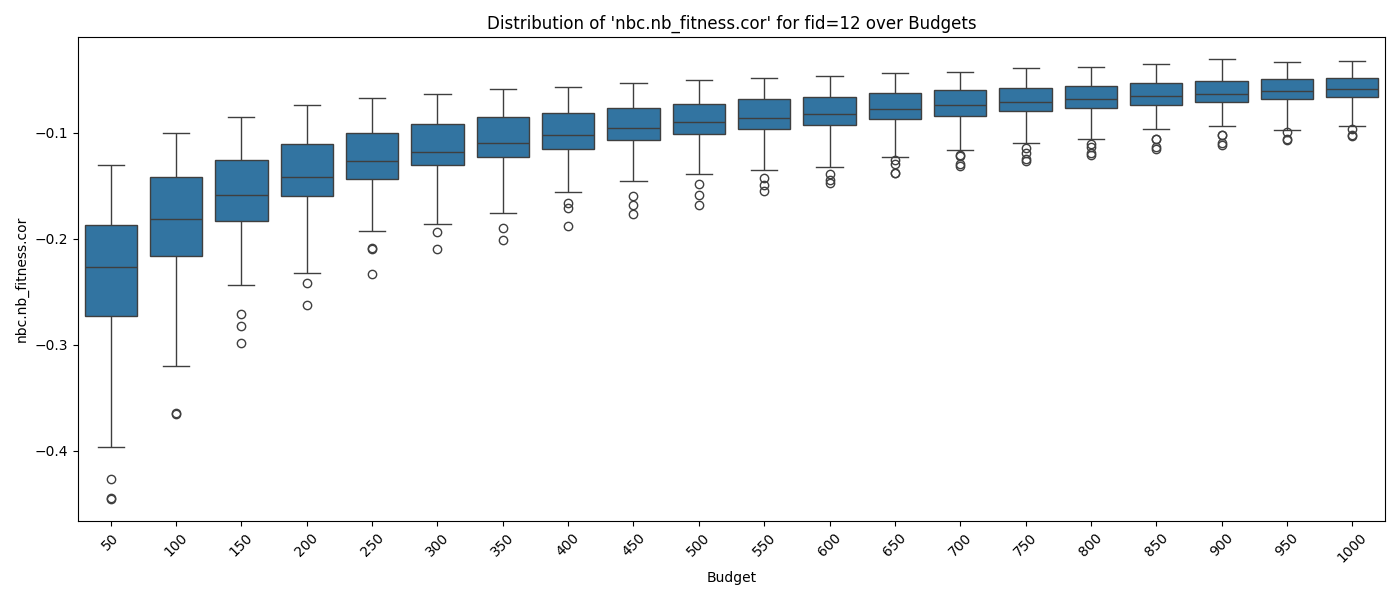 Distribution of 'nbc.nb_fitness.cor' for fid=12 over Budgets
nbc.nb_fitness.cor
−0.1
−0.2
−0.3
−0.4
50 100 150 200 250 300 350 400 450 500 550 600 650 700 750 800 850 900 950 1000
Budget